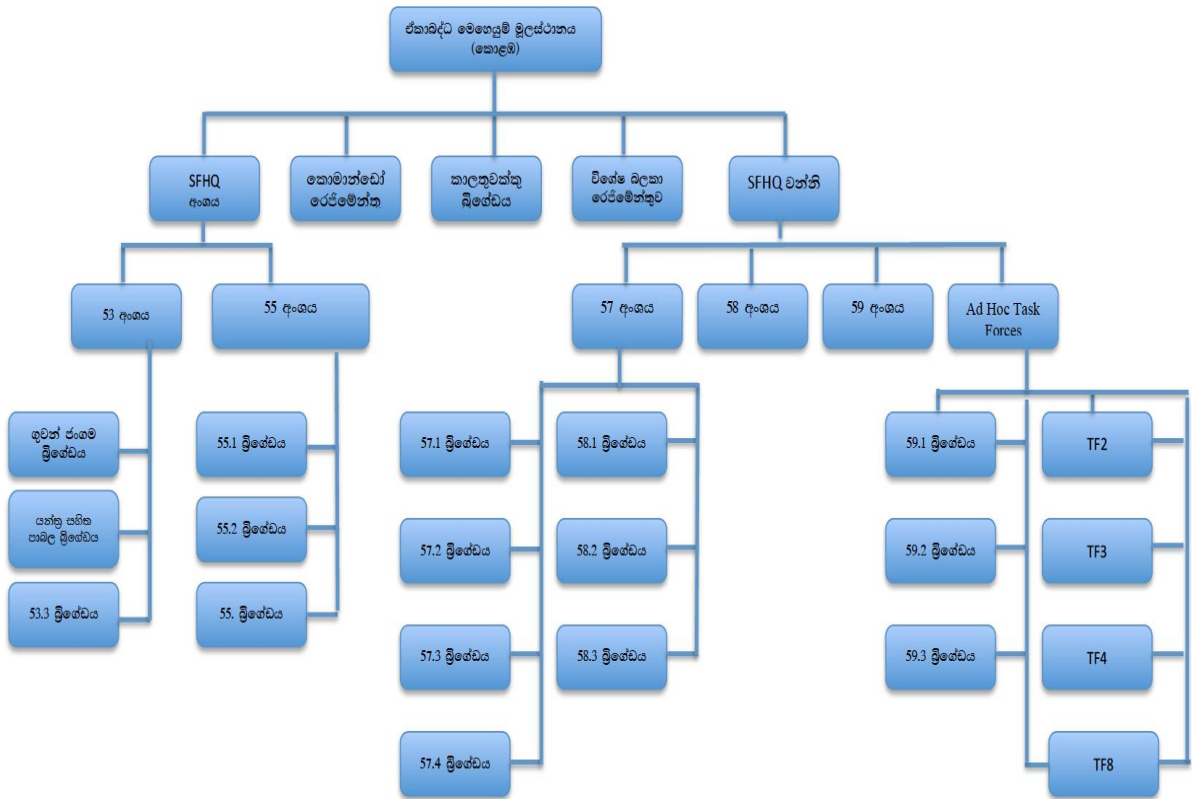 ඒකාබද්ධ මෙහෙයුම් මූලස්ථානය
(කොළඹ)
SFHQ
අංශය
කොමාන්ඩෝ
රෙජිමේන්තු
කාලතුවක්කු
බ්‍රිගේඩය
විශේෂ බලකා
රෙජිමේන්තුව
SFHQ වන්නි
53 අංශය
55 අංශය
57 අංශය
58 අංශය
59 අංශය
Ad Hoc Task
Forces
ගුවන් ජංගම
බ්‍රිගේඩය
55.1 බ්‍රිගේඩය
57.1 බ්‍රිගේඩය
58.1 බ්‍රිගේඩය
59.1 බ්‍රිගේඩය
TF2
යන්ත්‍ර සහිත
පාබල බ්‍රිගේඩය
55.2 බ්‍රිගේඩය
57.2 බ්‍රිගේඩය
58.2 බ්‍රිගේඩය
59.2 බ්‍රිගේඩය
TF3
53.3 බ්‍රිගේඩය
55. බ්‍රිගේඩය
57.3 බ්‍රිගේඩය
58.3 බ්‍රිගේඩය
59.3 බ්‍රිගේඩය
TF4
57.4 බ්‍රිගේඩය
TF8